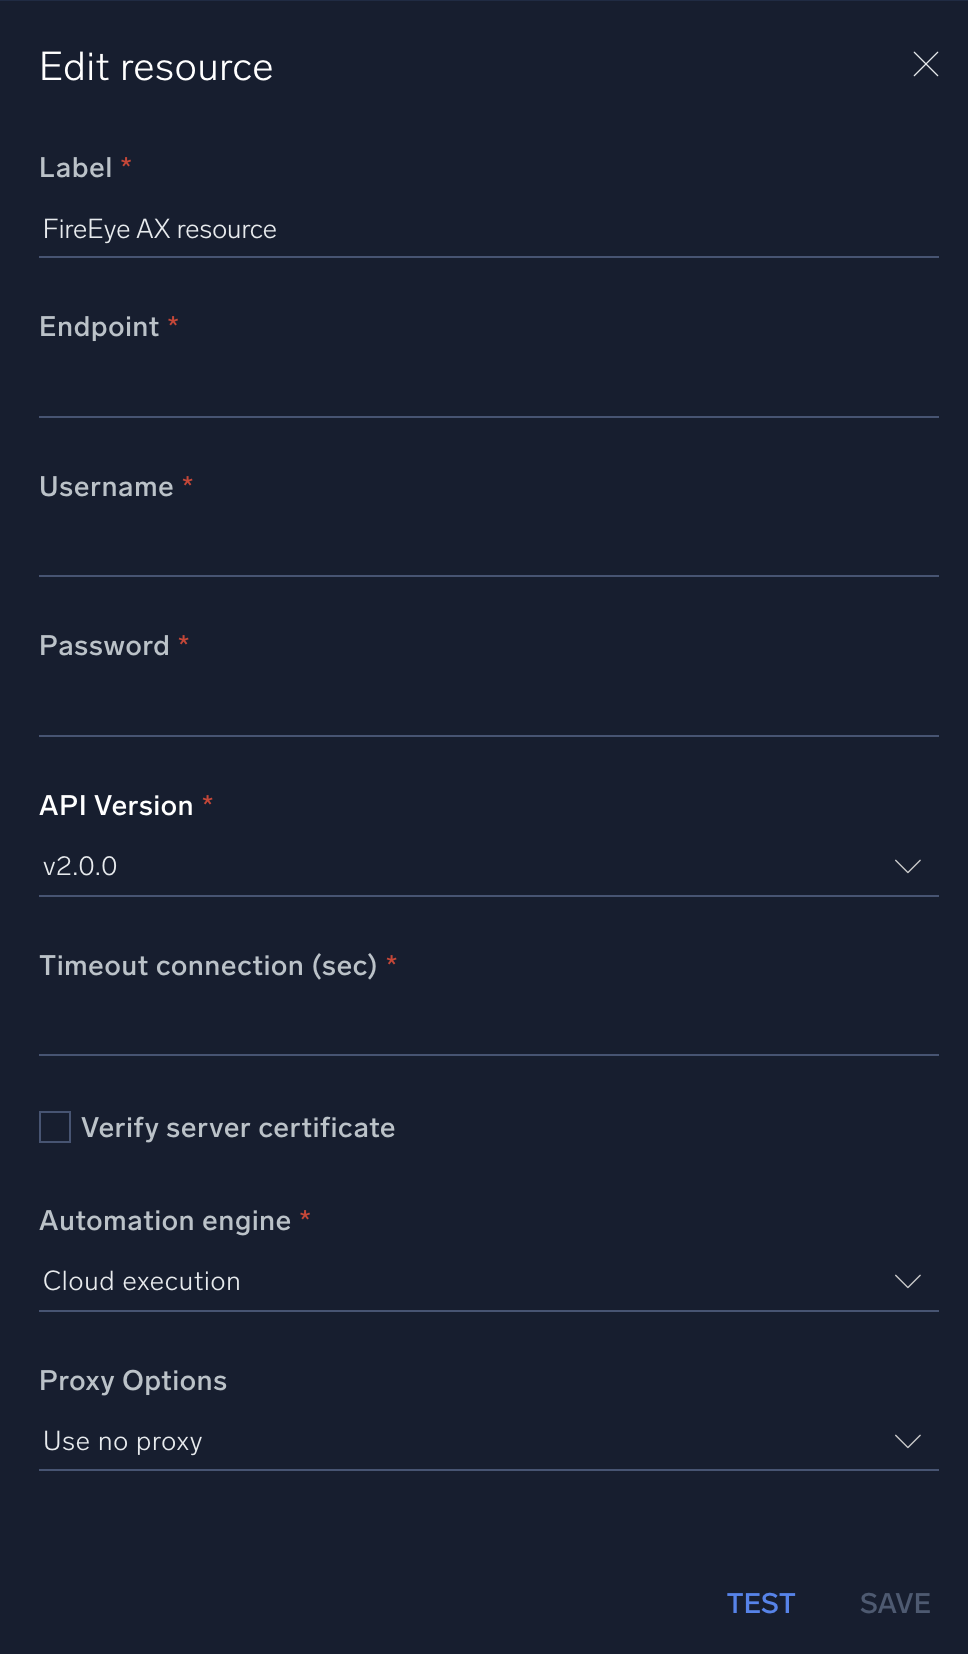 Edit resource
Label *
FireEye AX resource
Endpoint *
Username *
Password *
API Version *
v2.0.0
Timeout connection (sec) *
Verify server certificate
Automation engine *
Cloud execution
Proxy Options
Use no proxy
TEST SAVE